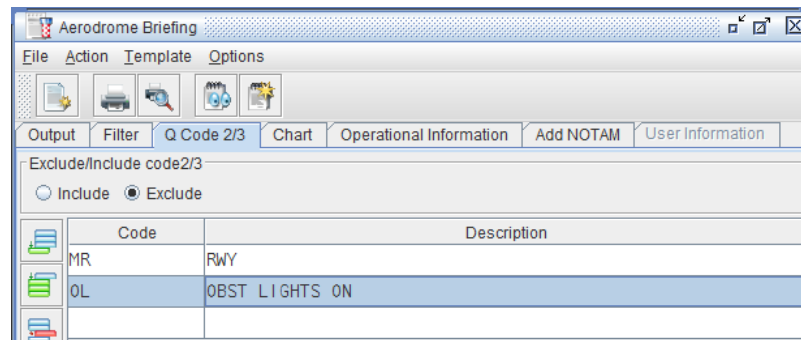 Aerodrome Briefing
File Action Template Options
Output Filter Q Code 2/3 Chart Operational Information Add NOTAM User Information
Exclude/Include code2/3
Include Exclude
Code Description
MR RWY
OL OBST LIGHTS ON